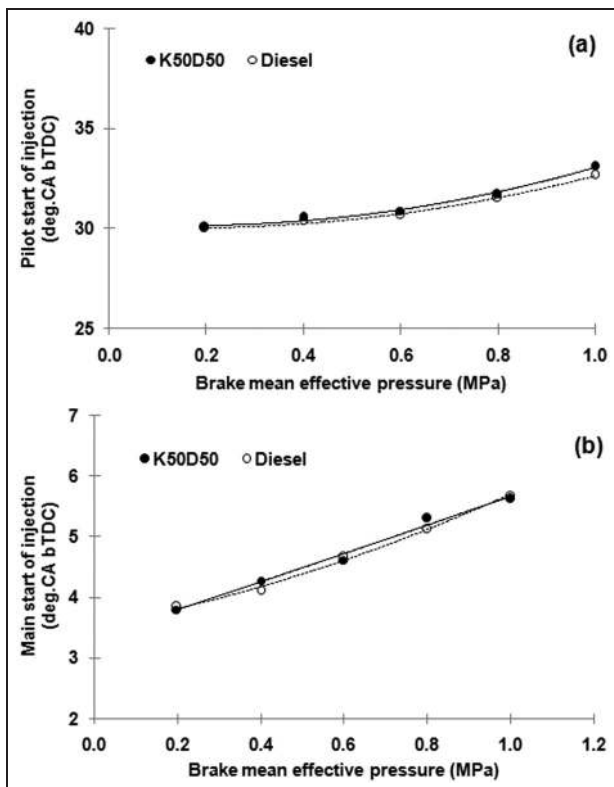 40
(a)
● K50D50 ○ Diesel
35
30
25
0.0 0.2 0.4 0.6 0.8 1.0
Pilot start of injection
(deg.CA bTDC)
Brake mean effective pressure (MPa)
7
(b)
● K50D50 ○ Diesel
6
5
4
3
2
0.0 0.2 0.4 0.6 0.8 1.0 1.2
Main start of injection
(deg.CA bTDC)
Brake mean effective pressure (MPa)